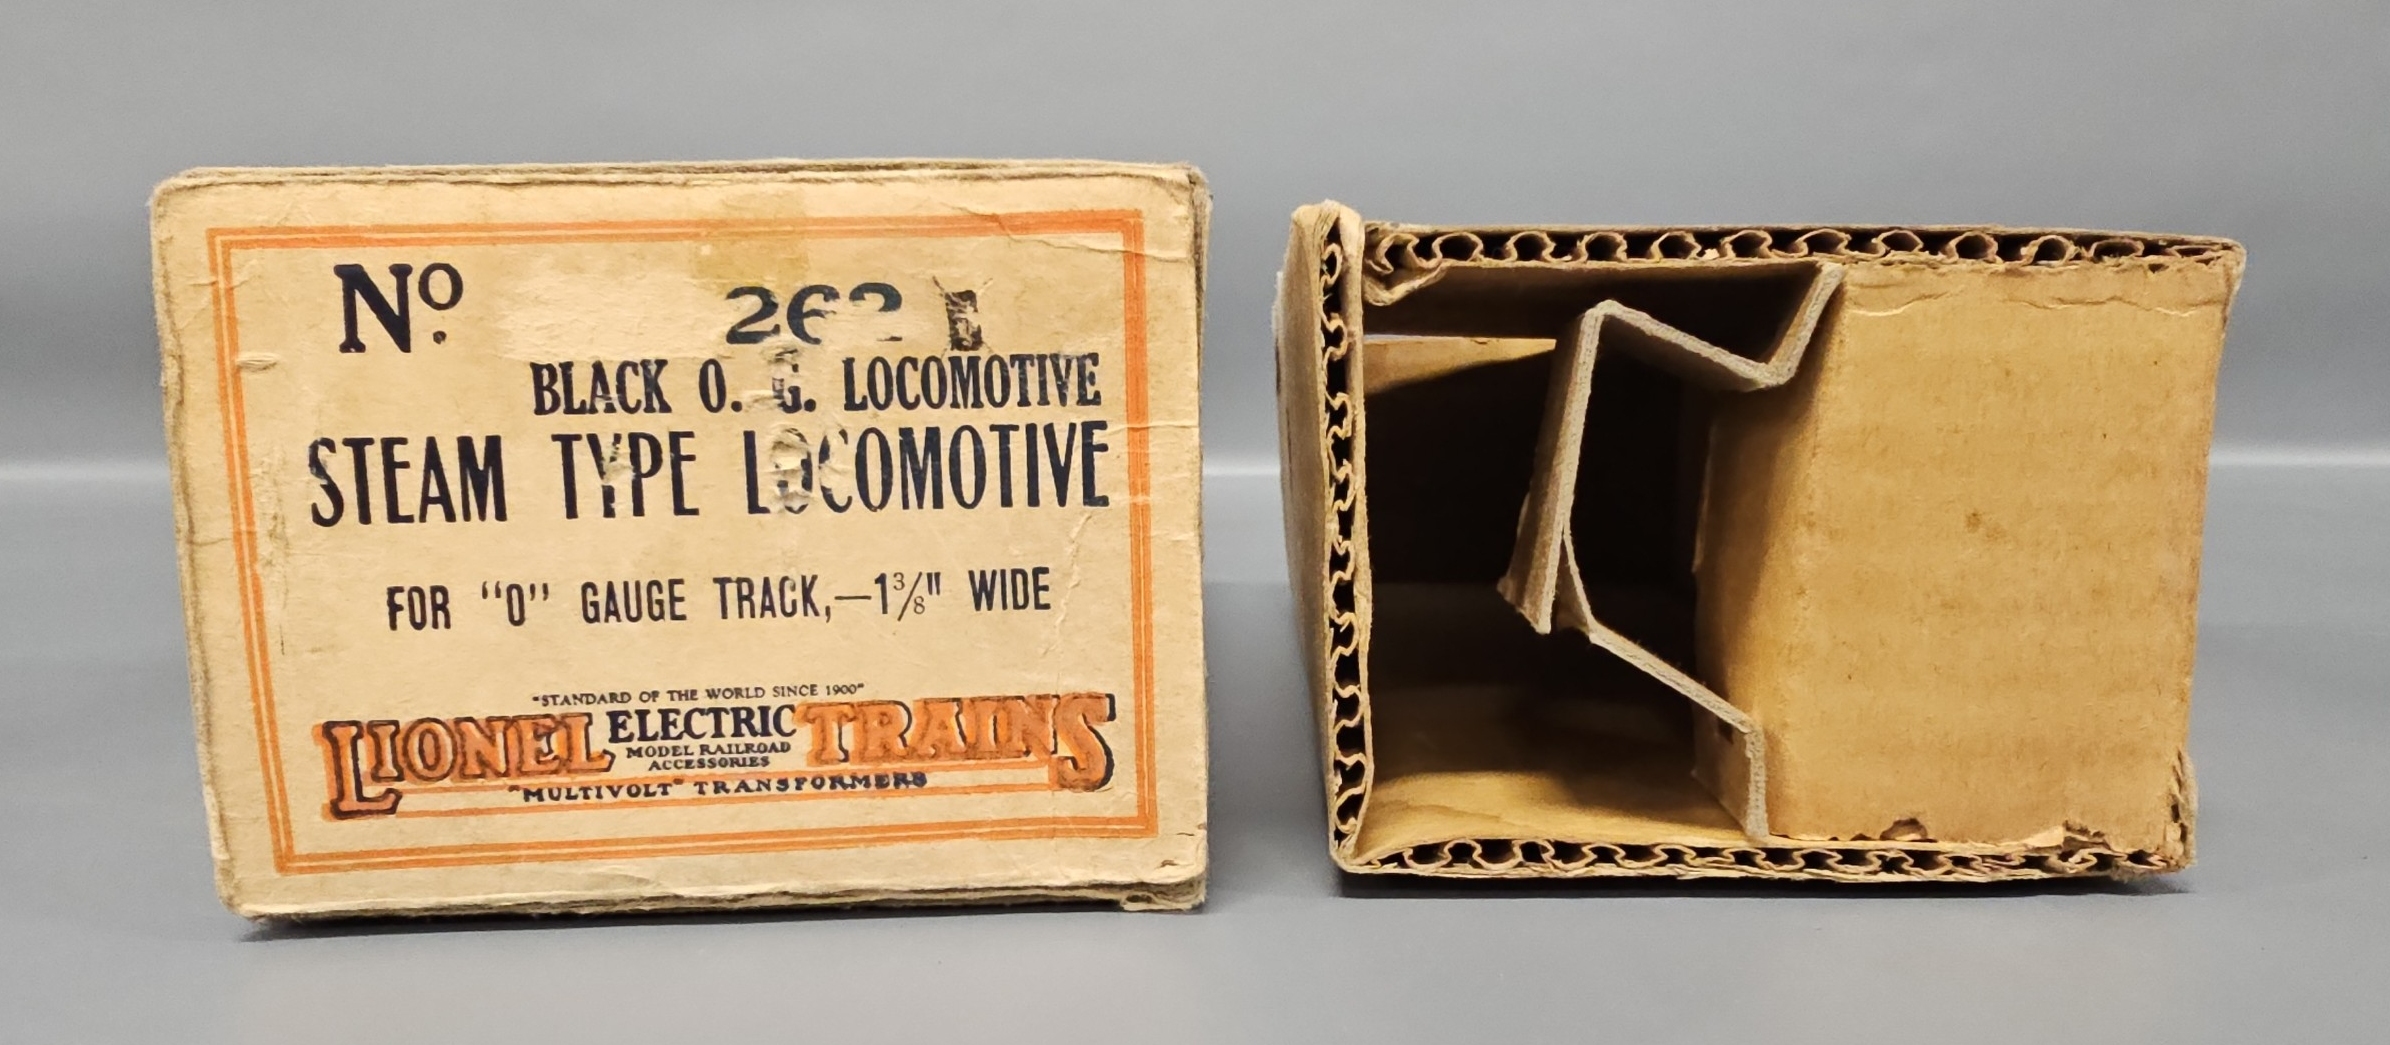 No. 262 E
BLACK O. G. LOCOMOTIVE
STEAM TYPE LOCOMOTIVE
FOR "O" GAUGE TRACK,—1⅜" WIDE
"STANDARD OF THE WORLD SINCE 1900"
LIONEL ELECTRIC TRAINS
MODEL RAILROAD
ACCESSORIES
"MULTIVOLT" TRANSFORMERS